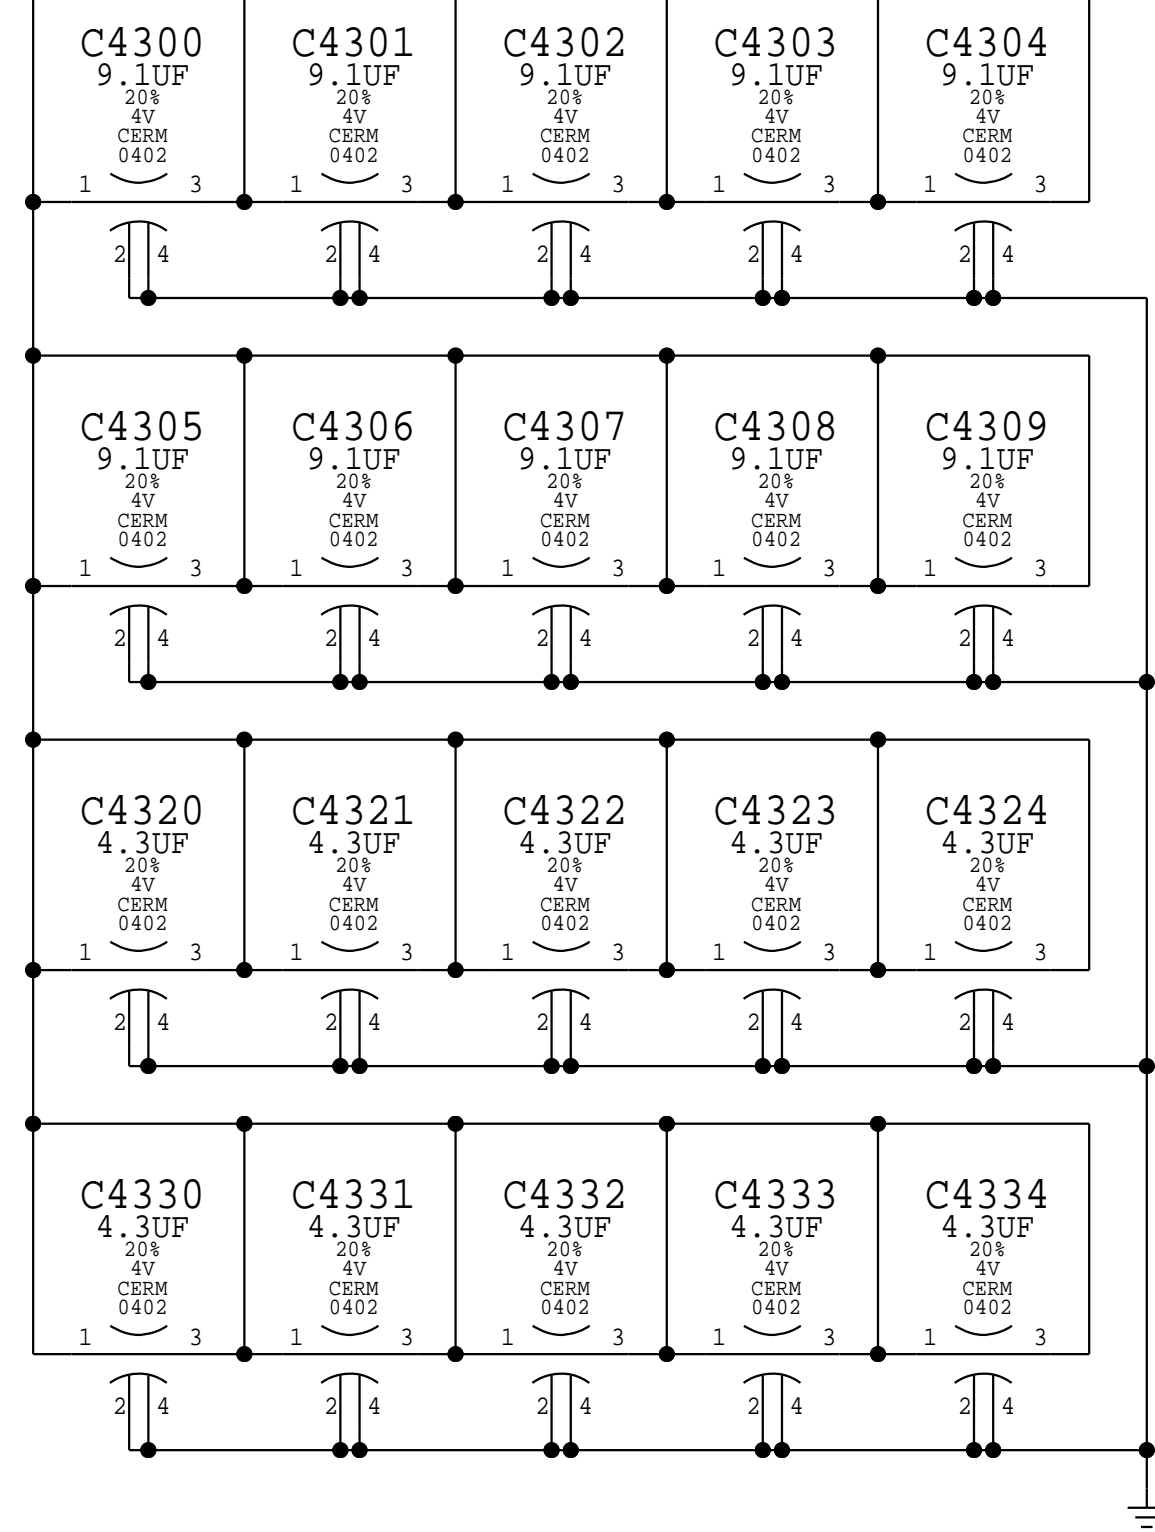 C4300 C4301 C4302 C4303 C4304
9.1UF 9.1UF 9.1UF 9.1UF 9.1UF
20% 20% 20% 20% 20%
4V 4V 4V 4V 4V
CERM CERM CERM CERM CERM
0402 0402 0402 0402 0402
1 3 1 3 1 3 1 3 1 3
2 4 2 4 2 4 2 4 2 4
C4305 C4306 C4307 C4308 C4309
9.1UF 9.1UF 9.1UF 9.1UF 9.1UF
20% 20% 20% 20% 20%
4V 4V 4V 4V 4V
CERM CERM CERM CERM CERM
0402 0402 0402 0402 0402
1 3 1 3 1 3 1 3 1 3
2 4 2 4 2 4 2 4 2 4
C4320 C4321 C4322 C4323 C4324
4.3UF 4.3UF 4.3UF 4.3UF 4.3UF
20% 20% 20% 20% 20%
4V 4V 4V 4V 4V
CERM CERM CERM CERM CERM
0402 0402 0402 0402 0402
1 3 1 3 1 3 1 3 1 3
2 4 2 4 2 4 2 4 2 4
C4330 C4331 C4332 C4333 C4334
4.3UF 4.3UF 4.3UF 4.3UF 4.3UF
20% 20% 20% 20% 20%
4V 4V 4V 4V 4V
CERM CERM CERM CERM CERM
0402 0402 0402 0402 0402
1 3 1 3 1 3 1 3 1 3
2 4 2 4 2 4 2 4 2 4